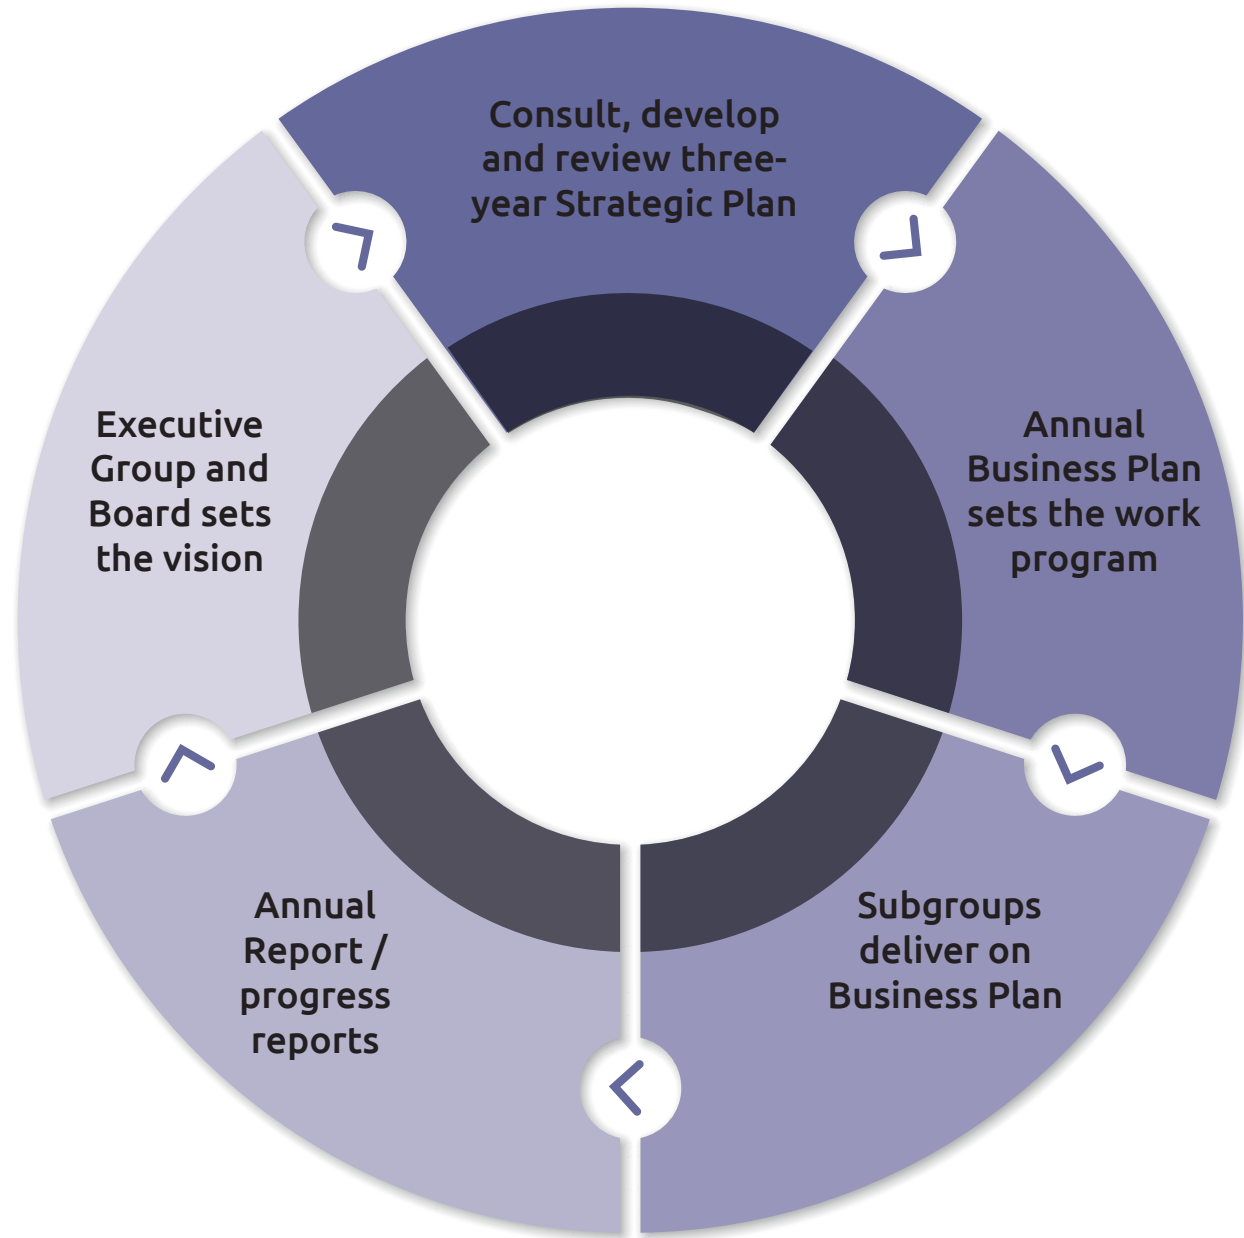 Consult, develop
and review three-
year Strategic Plan
Annual
Business Plan
sets the work
program
Subgroups
deliver on
Business Plan
Annual
Report /
progress
reports
Executive
Group and
Board sets
the vision